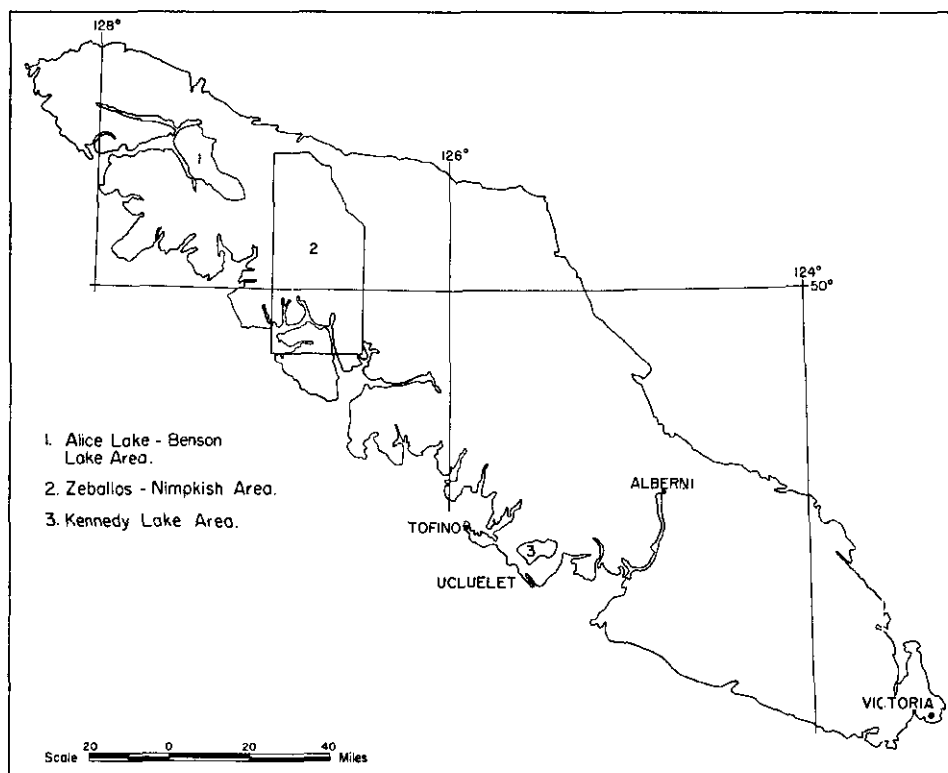 128°
126°
124°
50°
1
2
3
1. Alice Lake - Benson
Lake Area.
2. Zeballos - Nimpkish Area.
3. Kennedy Lake Area.
ALBERNI
TOFINO
UCLUELET
VICTORIA
Scale 20 0 20 40 Miles